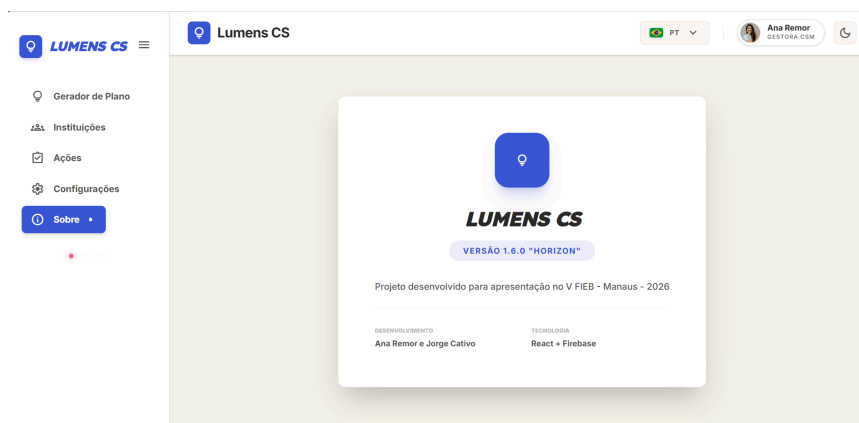 LUMENS CS
Gerador de Plano
Instituições
Ações
Configurações
Sobre
Lumens CS
PT
Ana Remor
GESTORA CSM
LUMENS CS
VERSÃO 1.6.0 "HORIZON"
Projeto desenvolvido para apresentação no V FIEB - Manaus - 2026
DESENVOLVIMENTO
Ana Remor e Jorge Cativo
TECNOLOGIA
React + Firebase